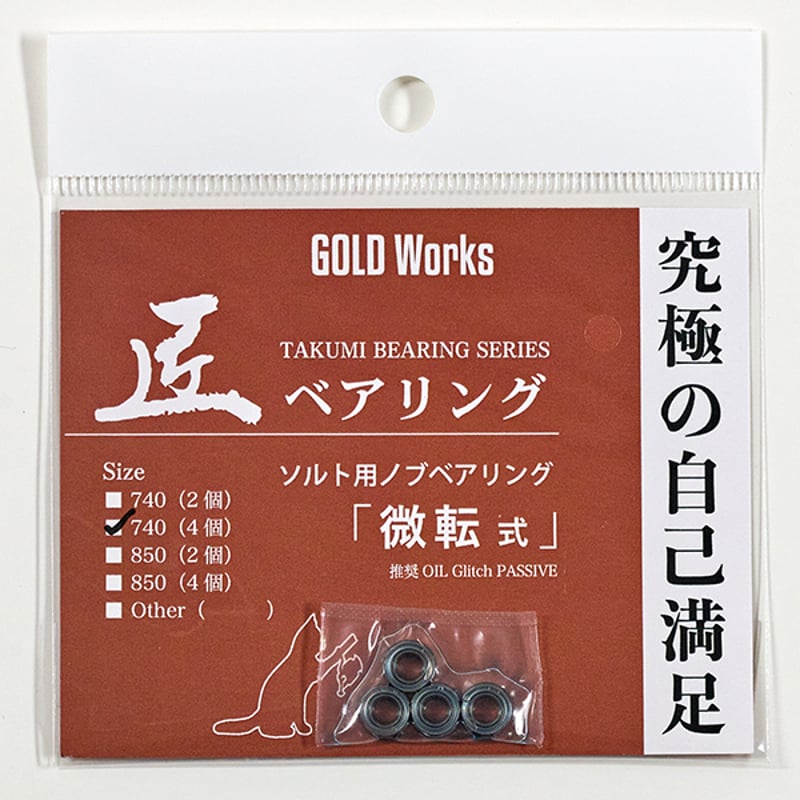 GOLD Works
匠
TAKUMI BEARING SERIES
ベアリング
Size
740（2個）
740（4個）
850（2個）
850（4個）
Other（　　　）
ソルト用ノブベアリング
「微転 式」
推奨 OIL Glitch PASSIVE
究極の自己満足